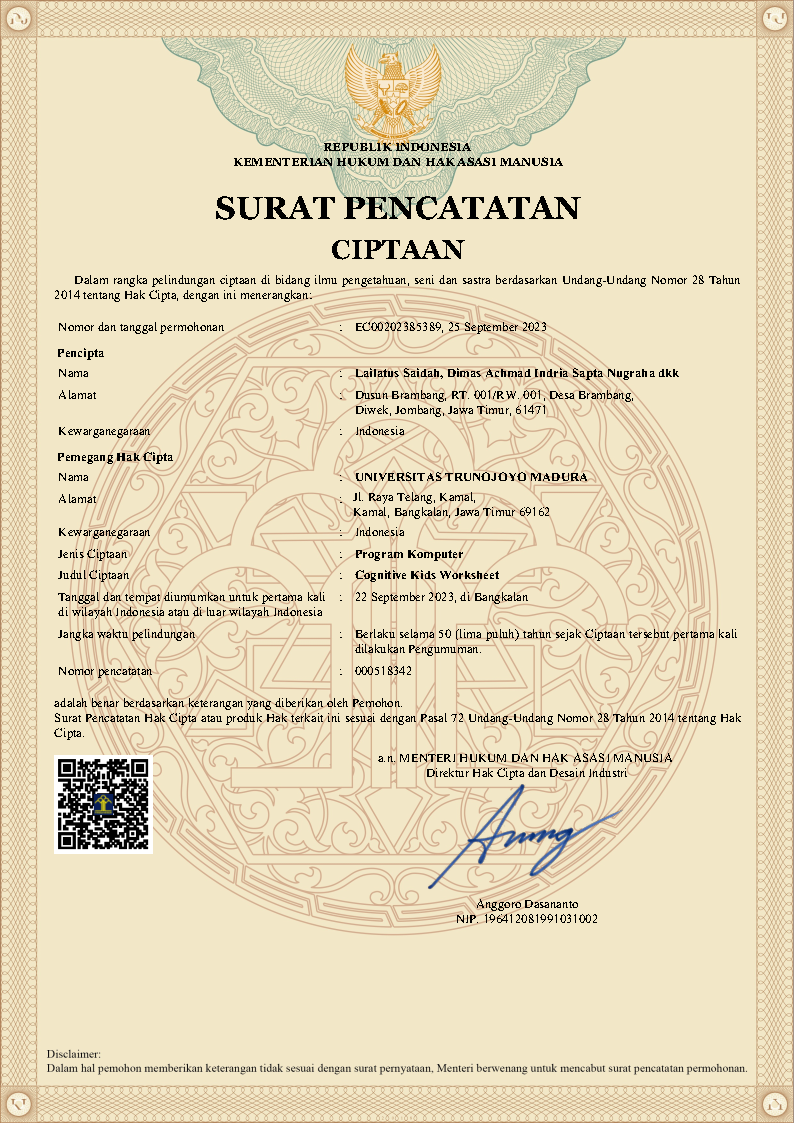 REPUBLIK INDONESIA
KEMENTERIAN HUKUM DAN HAK ASASI MANUSIA
SURAT PENCATATAN
CIPTAAN
Dalam rangka pelindungan ciptaan di bidang ilmu pengetahuan, seni dan sastra berdasarkan Undang-Undang Nomor 28 Tahun
2014 tentang Hak Cipta, dengan ini menerangkan:
Nomor dan tanggal permohonan : EC00202385389, 25 September 2023
Pencipta
Nama : Lailatus Saidah, Dimas Achmad Indria Sapta Nugraha dkk
Alamat : Dusun Brambang, RT. 001/RW. 001, Desa Brambang,
Diwek, Jombang, Jawa Timur, 61471
Kewarganegaraan : Indonesia
Pemegang Hak Cipta
Nama : UNIVERSITAS TRUNOJOYO MADURA
Alamat : Jl. Raya Telang, Kamal,
Kamal, Bangkalan, Jawa Timur 69162
Kewarganegaraan : Indonesia
Jenis Ciptaan : Program Komputer
Judul Ciptaan : Cognitive Kids Worksheet
Tanggal dan tempat diumumkan untuk pertama kali : 22 September 2023, di Bangkalan
di wilayah Indonesia atau di luar wilayah Indonesia
Jangka waktu pelindungan : Berlaku selama 50 (lima puluh) tahun sejak Ciptaan tersebut pertama kali
dilakukan Pengumuman.
Nomor pencatatan : 000518342
adalah benar berdasarkan keterangan yang diberikan oleh Pemohon.
Surat Pencatatan Hak Cipta atau produk Hak terkait ini sesuai dengan Pasal 72 Undang-Undang Nomor 28 Tahun 2014 tentang Hak
Cipta.
a.n. MENTERI HUKUM DAN HAK ASASI MANUSIA
Direktur Hak Cipta dan Desain Industri
Anggoro Dasananto
NIP. 196412081991031002
Disclaimer:
Dalam hal pemohon memberikan keterangan tidak sesuai dengan surat pernyataan, Menteri berwenang untuk mencabut surat pencatatan permohonan.